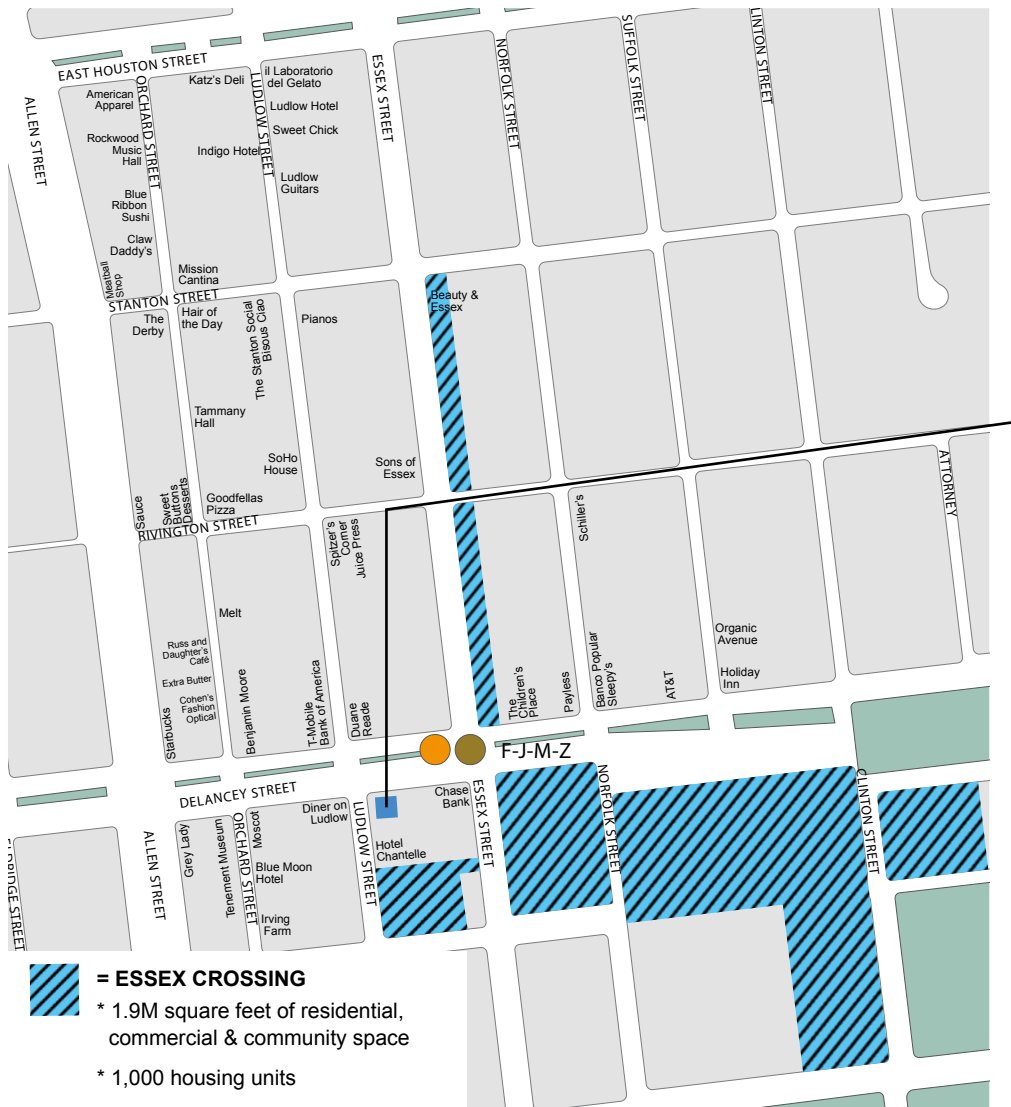 EAST HOUSTON STREET
ALLEN STREET
ORCHARD STREET
LUDLOW STREET
ESSEX STREET
NORFOLK STREET
SUFFOLK STREET
CLINTON STREET
American
Apparel
Rockwood
Music
Hall
Blue
Ribbon
Sushi
Claw
Daddy's
Meatball
Shop
Katz's Deli
Indigo Hotel
Mission
Cantina
il Laboratorio
del Gelato
Ludlow Hotel
Sweet Chick
Ludlow
Guitars
STANTON STREET
The
Derby
Sauce
Sweet
Buttons
Desserts
Hair of
the Day
The Stanton Social
Bisous Ciao
Tammany
Hall
SoHo
House
Goodfellas
Pizza
Pianos
Sons of
Essex
Beauty &
Essex
RIVINGTON STREET
ATTORNEY
Russ and
Daughter's
Café
Extra Butter
Cohen's
Fashion
Optical
Starbucks
Melt
Benjamin Moore
T-Mobile
Bank of America
Spitzer's
Corner
Juice Press
Duane
Reade
The
Children's
Place
Payless
Schiller's
Banco Popular
Sleepy's
AT&T
Organic
Avenue
Holiday
Inn
F-J-M-Z
DELANCEY STREET
ALLEN STREET
ORCHARD STREET
LUDLOW STREET
ESSEX STREET
NORFOLK STREET
CLINTON STREET
Grey Lady
Tenement Museum
Moscot
Diner on
Ludlow
Blue Moon
Hotel
Irving
Farm
Chase
Bank
Hotel
Chantelle
= ESSEX CROSSING
* 1.9M square feet of residential,
commercial & community space
* 1,000 housing units